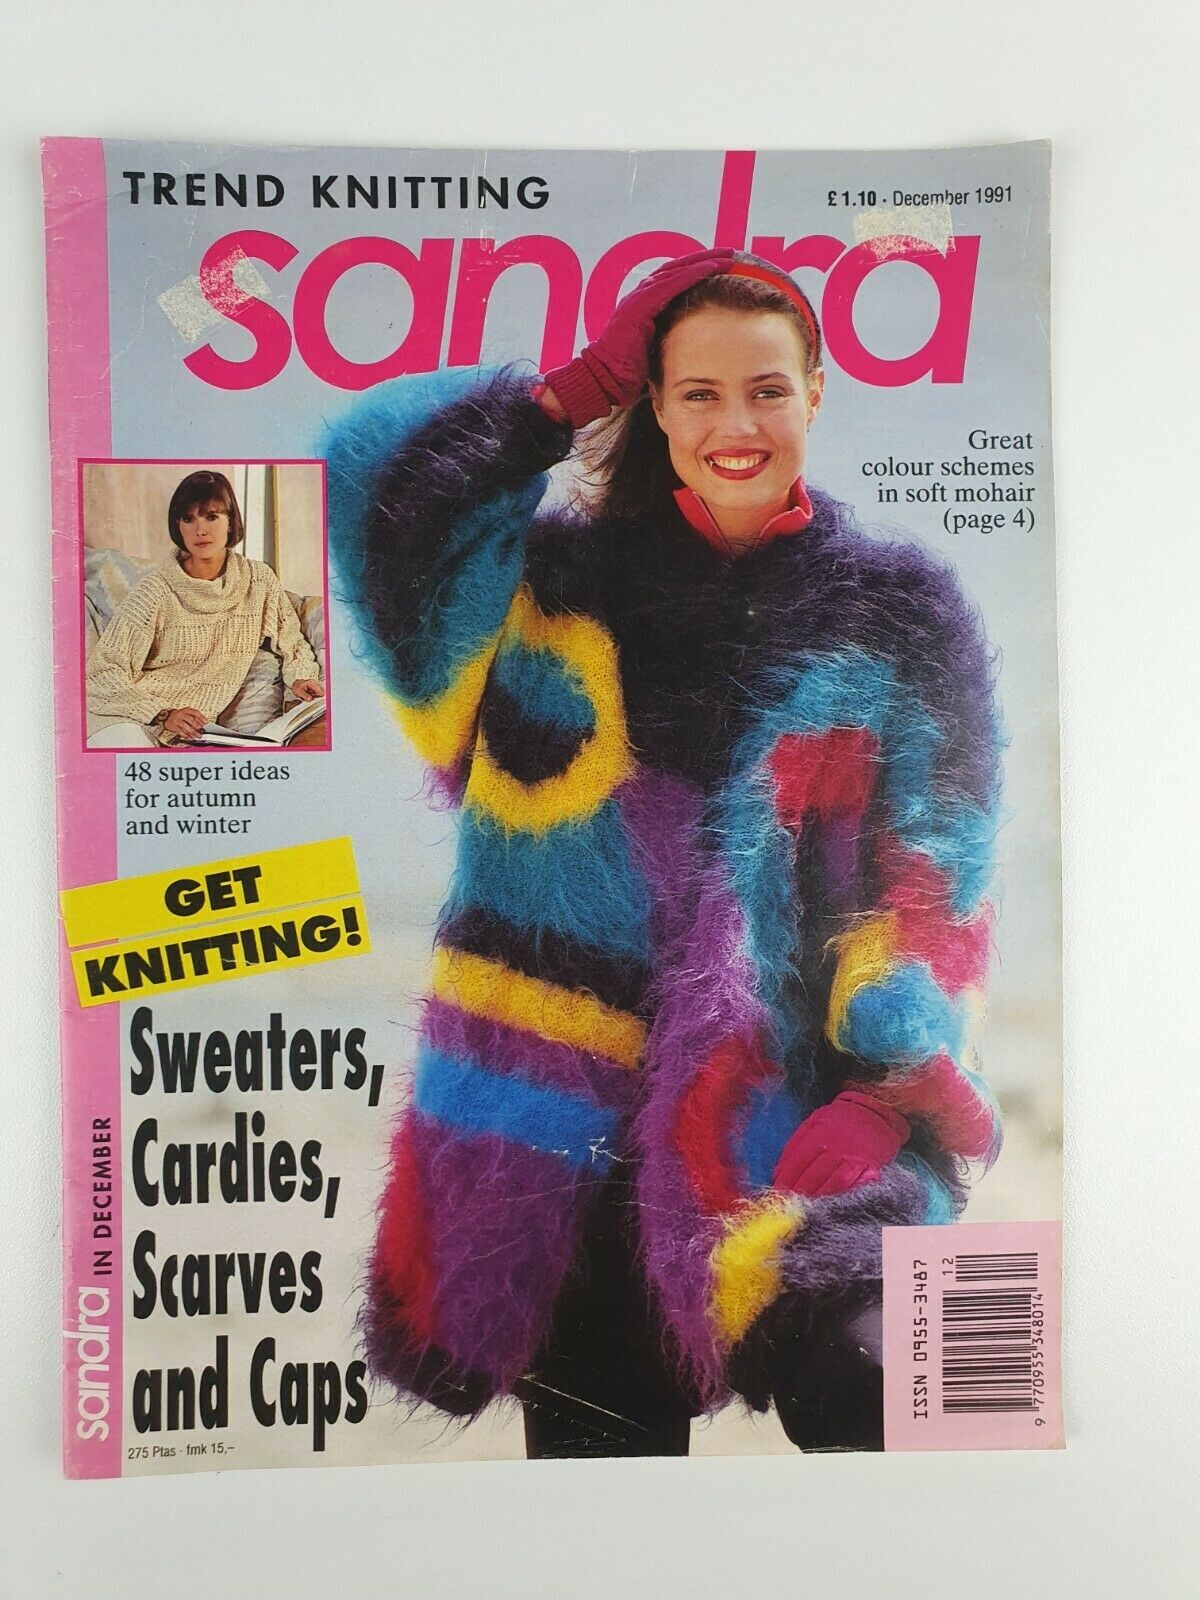 TREND KNITTING
£ 1.10 · December 1991
sandra
Great
colour schemes
in soft mohair
(page 4)
48 super ideas
for autumn
and winter
GET
KNITTING!
Sweaters,
Cardies,
Scarves
and Caps
275 Ptas · fmk 15,–
sandra IN DECEMBER
ISSN 0955-3487
12
9 770955 348014